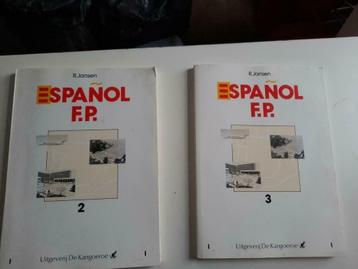 R. Jansen
ESPAÑOL
F.P.
2
Uitgeverij De Kangoeroe
R. Jansen
ESPAÑOL
F.P.
3
Uitgeverij De Kangoeroe